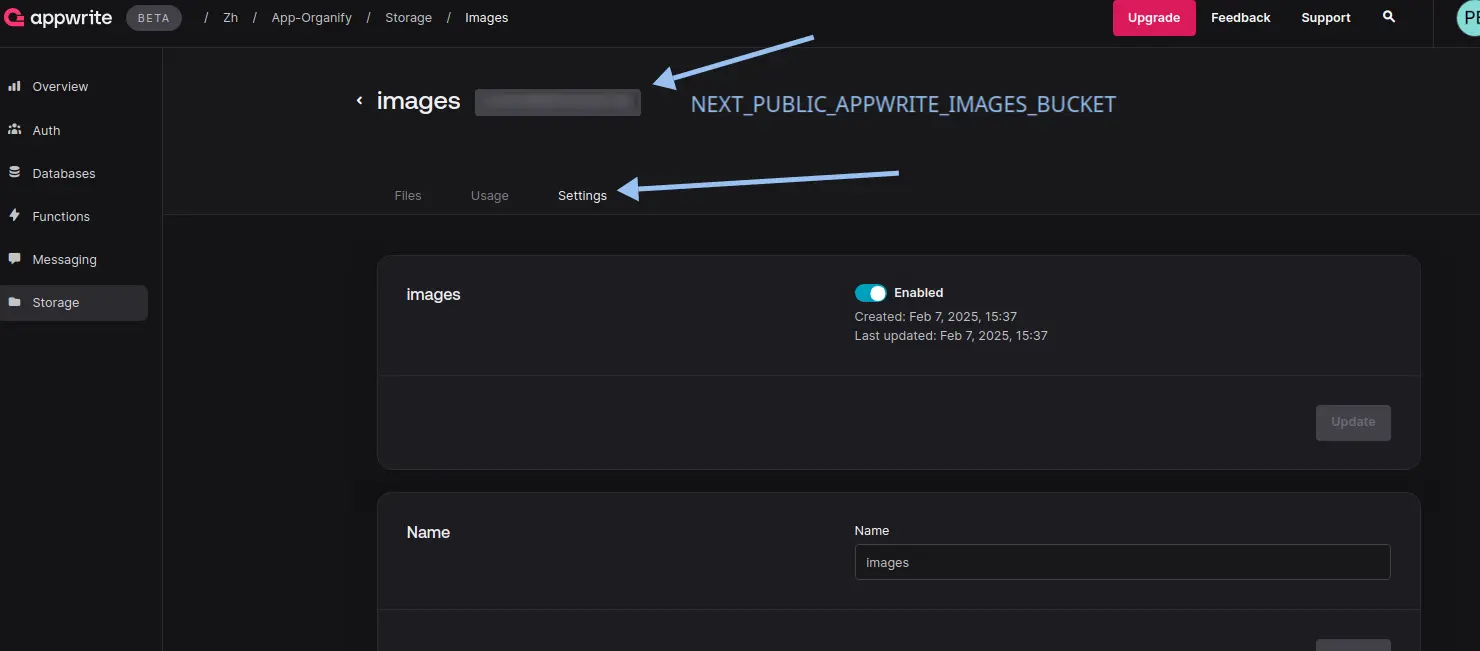 appwrite BETA / Zh / App-Organify / Storage / Images Upgrade Feedback Support PE
Overview
Auth
Databases
Functions
Messaging
Storage
images NEXT_PUBLIC_APPWRITE_IMAGES_BUCKET
Files Usage Settings
images Enabled
Created: Feb 7, 2025, 15:37
Last updated: Feb 7, 2025, 15:37
Update
Name Name
images